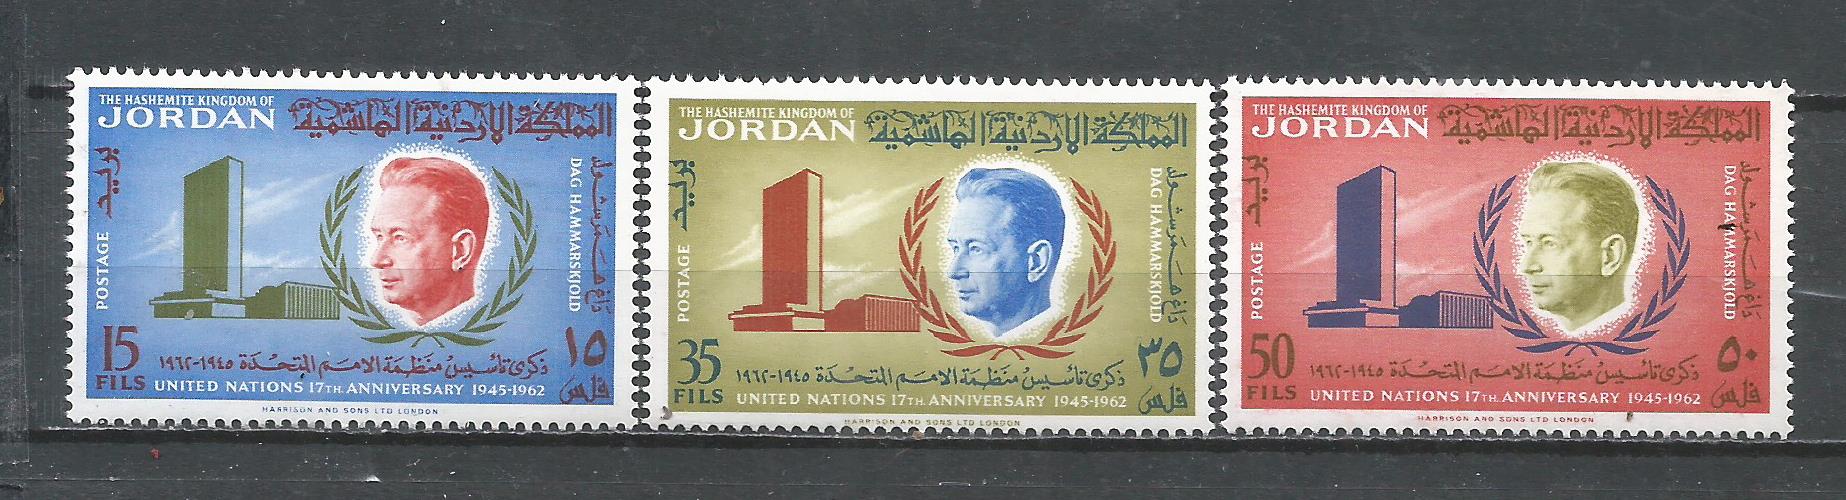 THE HASHEMITE KINGDOM OF
JORDAN
المملكة الاردنية الهاشمية
بريد
POSTAGE
DAG HAMMARSKJOLD
داغ همرشولد
15
FILS
١٥
فلس
ذكرى تأسيس منظمة الامم المتحدة ١٩٤٥-١٩٦٢
UNITED NATIONS 17TH. ANNIVERSARY 1945-1962
HARRISON AND SONS LTD LONDON
THE HASHEMITE KINGDOM OF
JORDAN
المملكة الاردنية الهاشمية
بريد
POSTAGE
DAG HAMMARSKJOLD
داغ همرشولد
35
FILS
٣٥
فلس
ذكرى تأسيس منظمة الامم المتحدة ١٩٤٥-١٩٦٢
UNITED NATIONS 17TH. ANNIVERSARY 1945-1962
HARRISON AND SONS LTD LONDON
THE HASHEMITE KINGDOM OF
JORDAN
المملكة الاردنية الهاشمية
بريد
POSTAGE
DAG HAMMARSKJOLD
داغ همرشولد
50
FILS
٥٠
فلس
ذكرى تأسيس منظمة الامم المتحدة ١٩٤٥-١٩٦٢
UNITED NATIONS 17TH. ANNIVERSARY 1945-1962
HARRISON AND SONS LTD LONDON